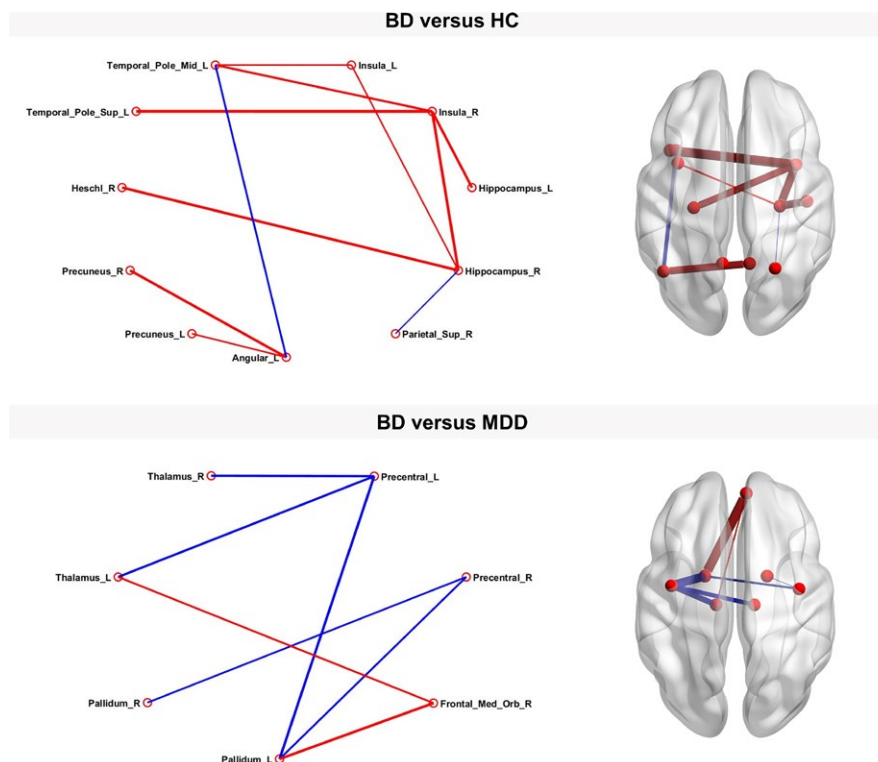 BD versus HC
Temporal_Pole_Mid_L
Insula_L
Temporal_Pole_Sup_L
Insula_R
Heschl_R
Hippocampus_L
Precuneus_R
Hippocampus_R
Precuneus_L
Parietal_Sup_R
Angular_L
BD versus MDD
Thalamus_R
Precentral_L
Thalamus_L
Precentral_R
Pallidum_R
Frontal_Med_Orb_R
Pallidum_L